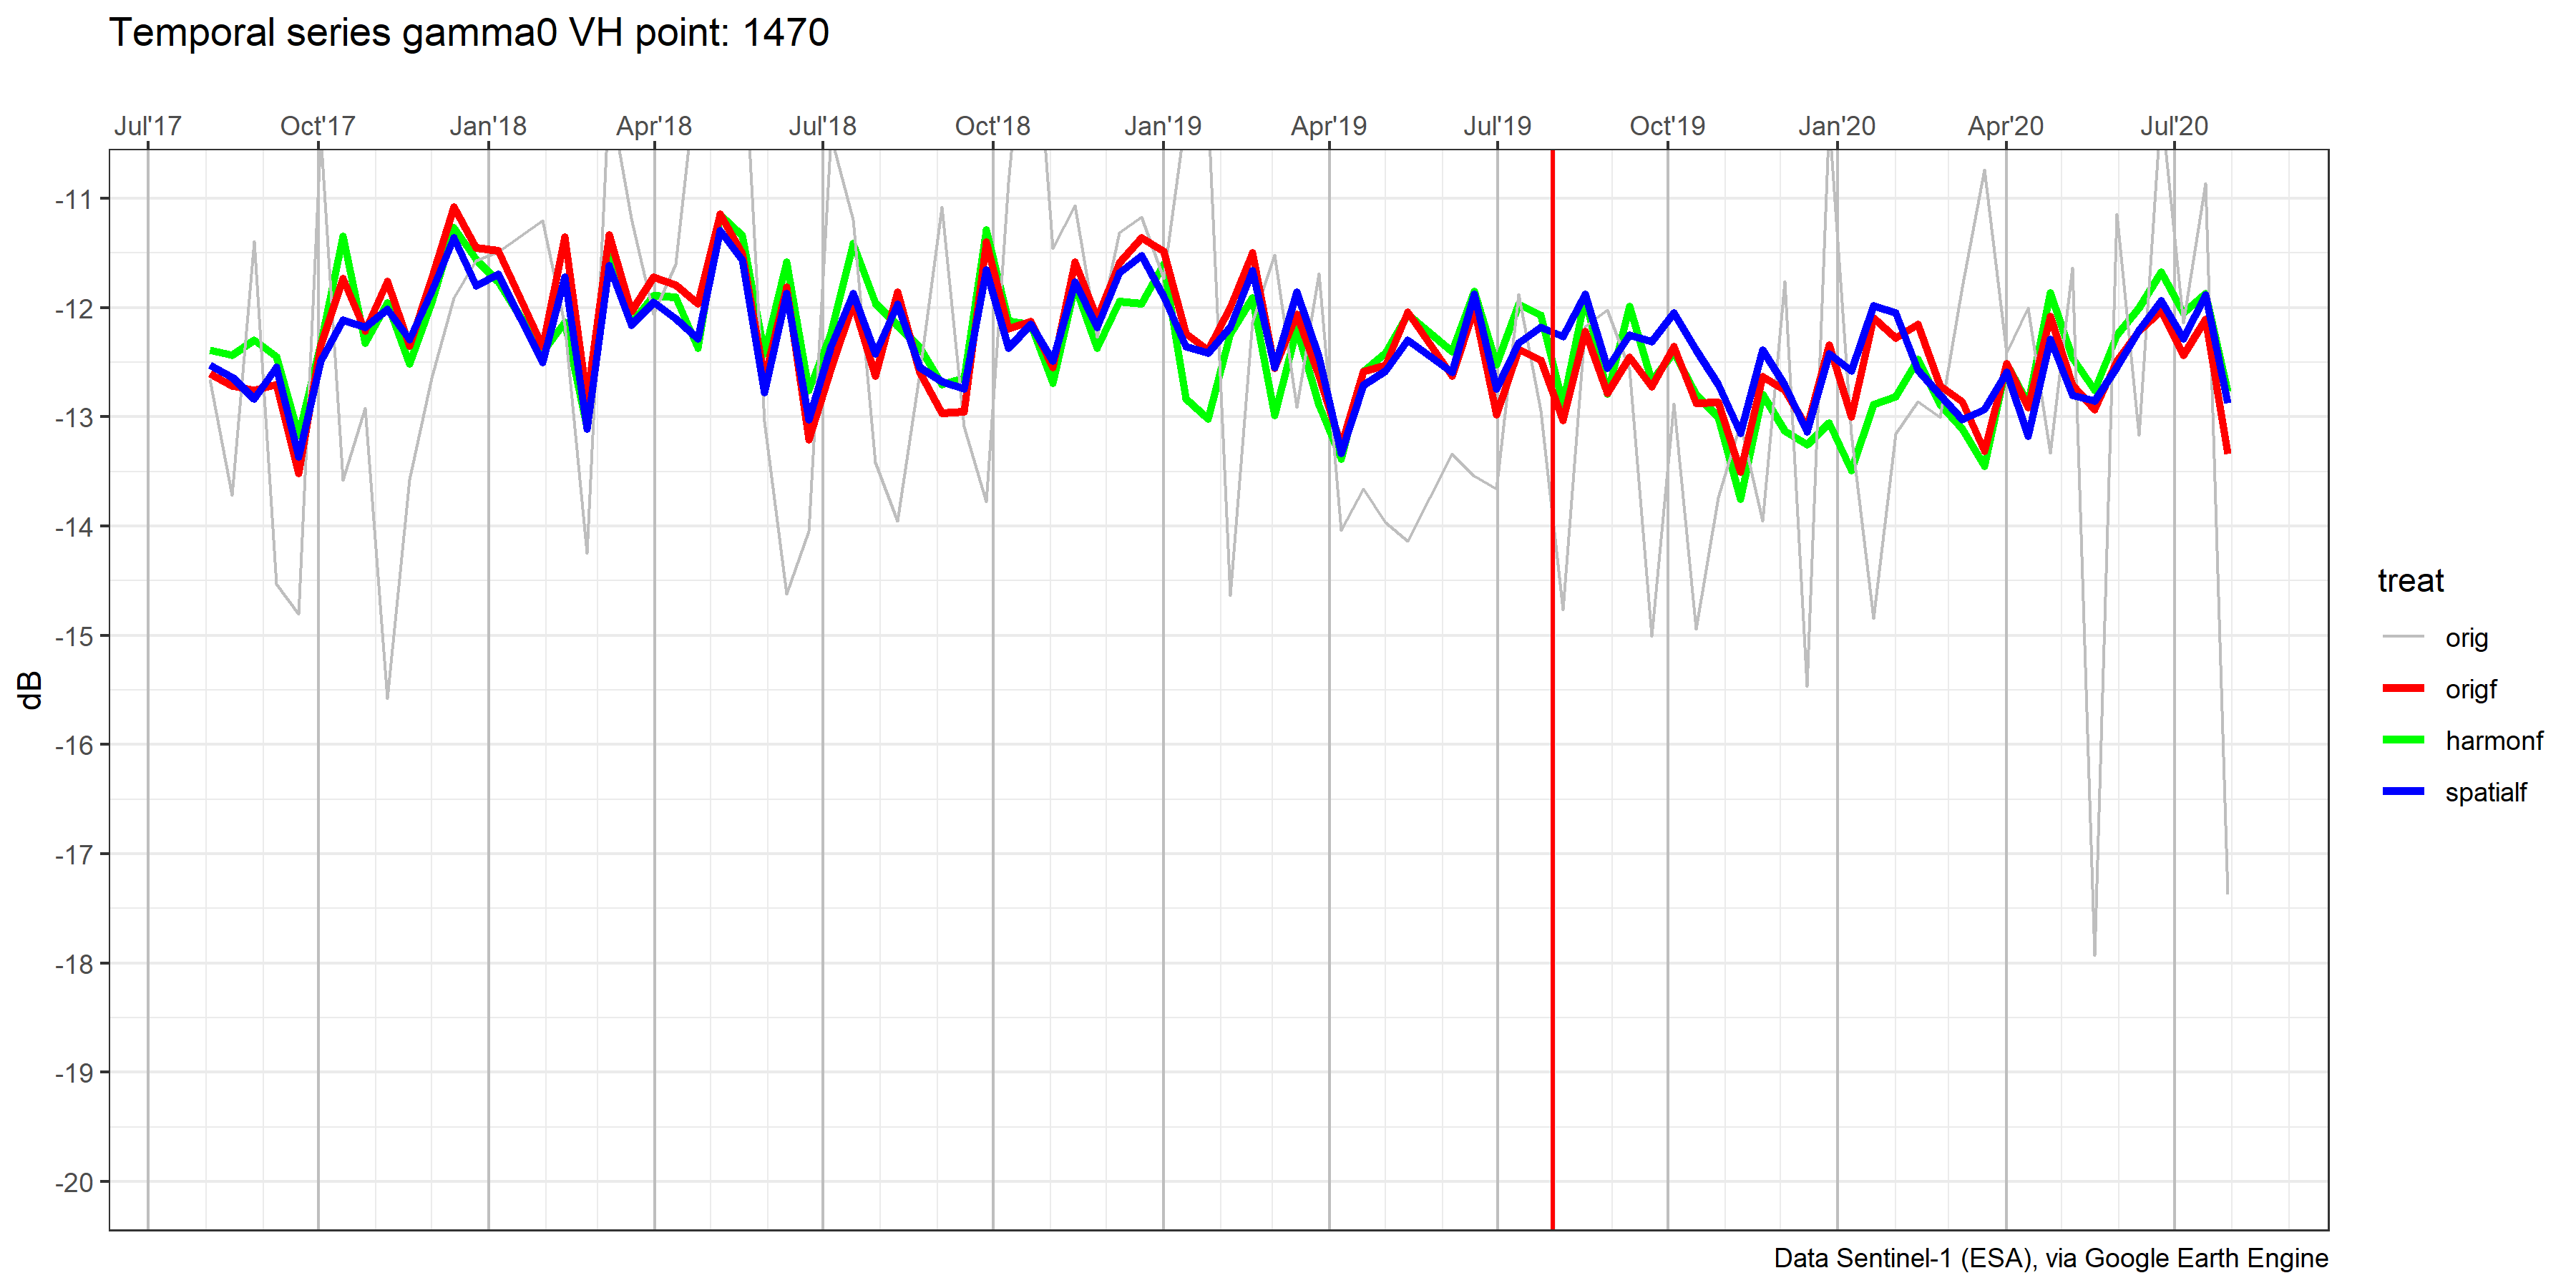 Temporal series gamma0 VH point: 1470
Jul'17 Oct'17 Jan'18 Apr'18 Jul'18 Oct'18 Jan'19 Apr'19 Jul'19 Oct'19 Jan'20 Apr'20 Jul'20
-11
-12
-13
-14
-15
-16
-17
-18
-19
-20
dB
treat
orig
origf
harmonf
spatialf
Data Sentinel-1 (ESA), via Google Earth Engine